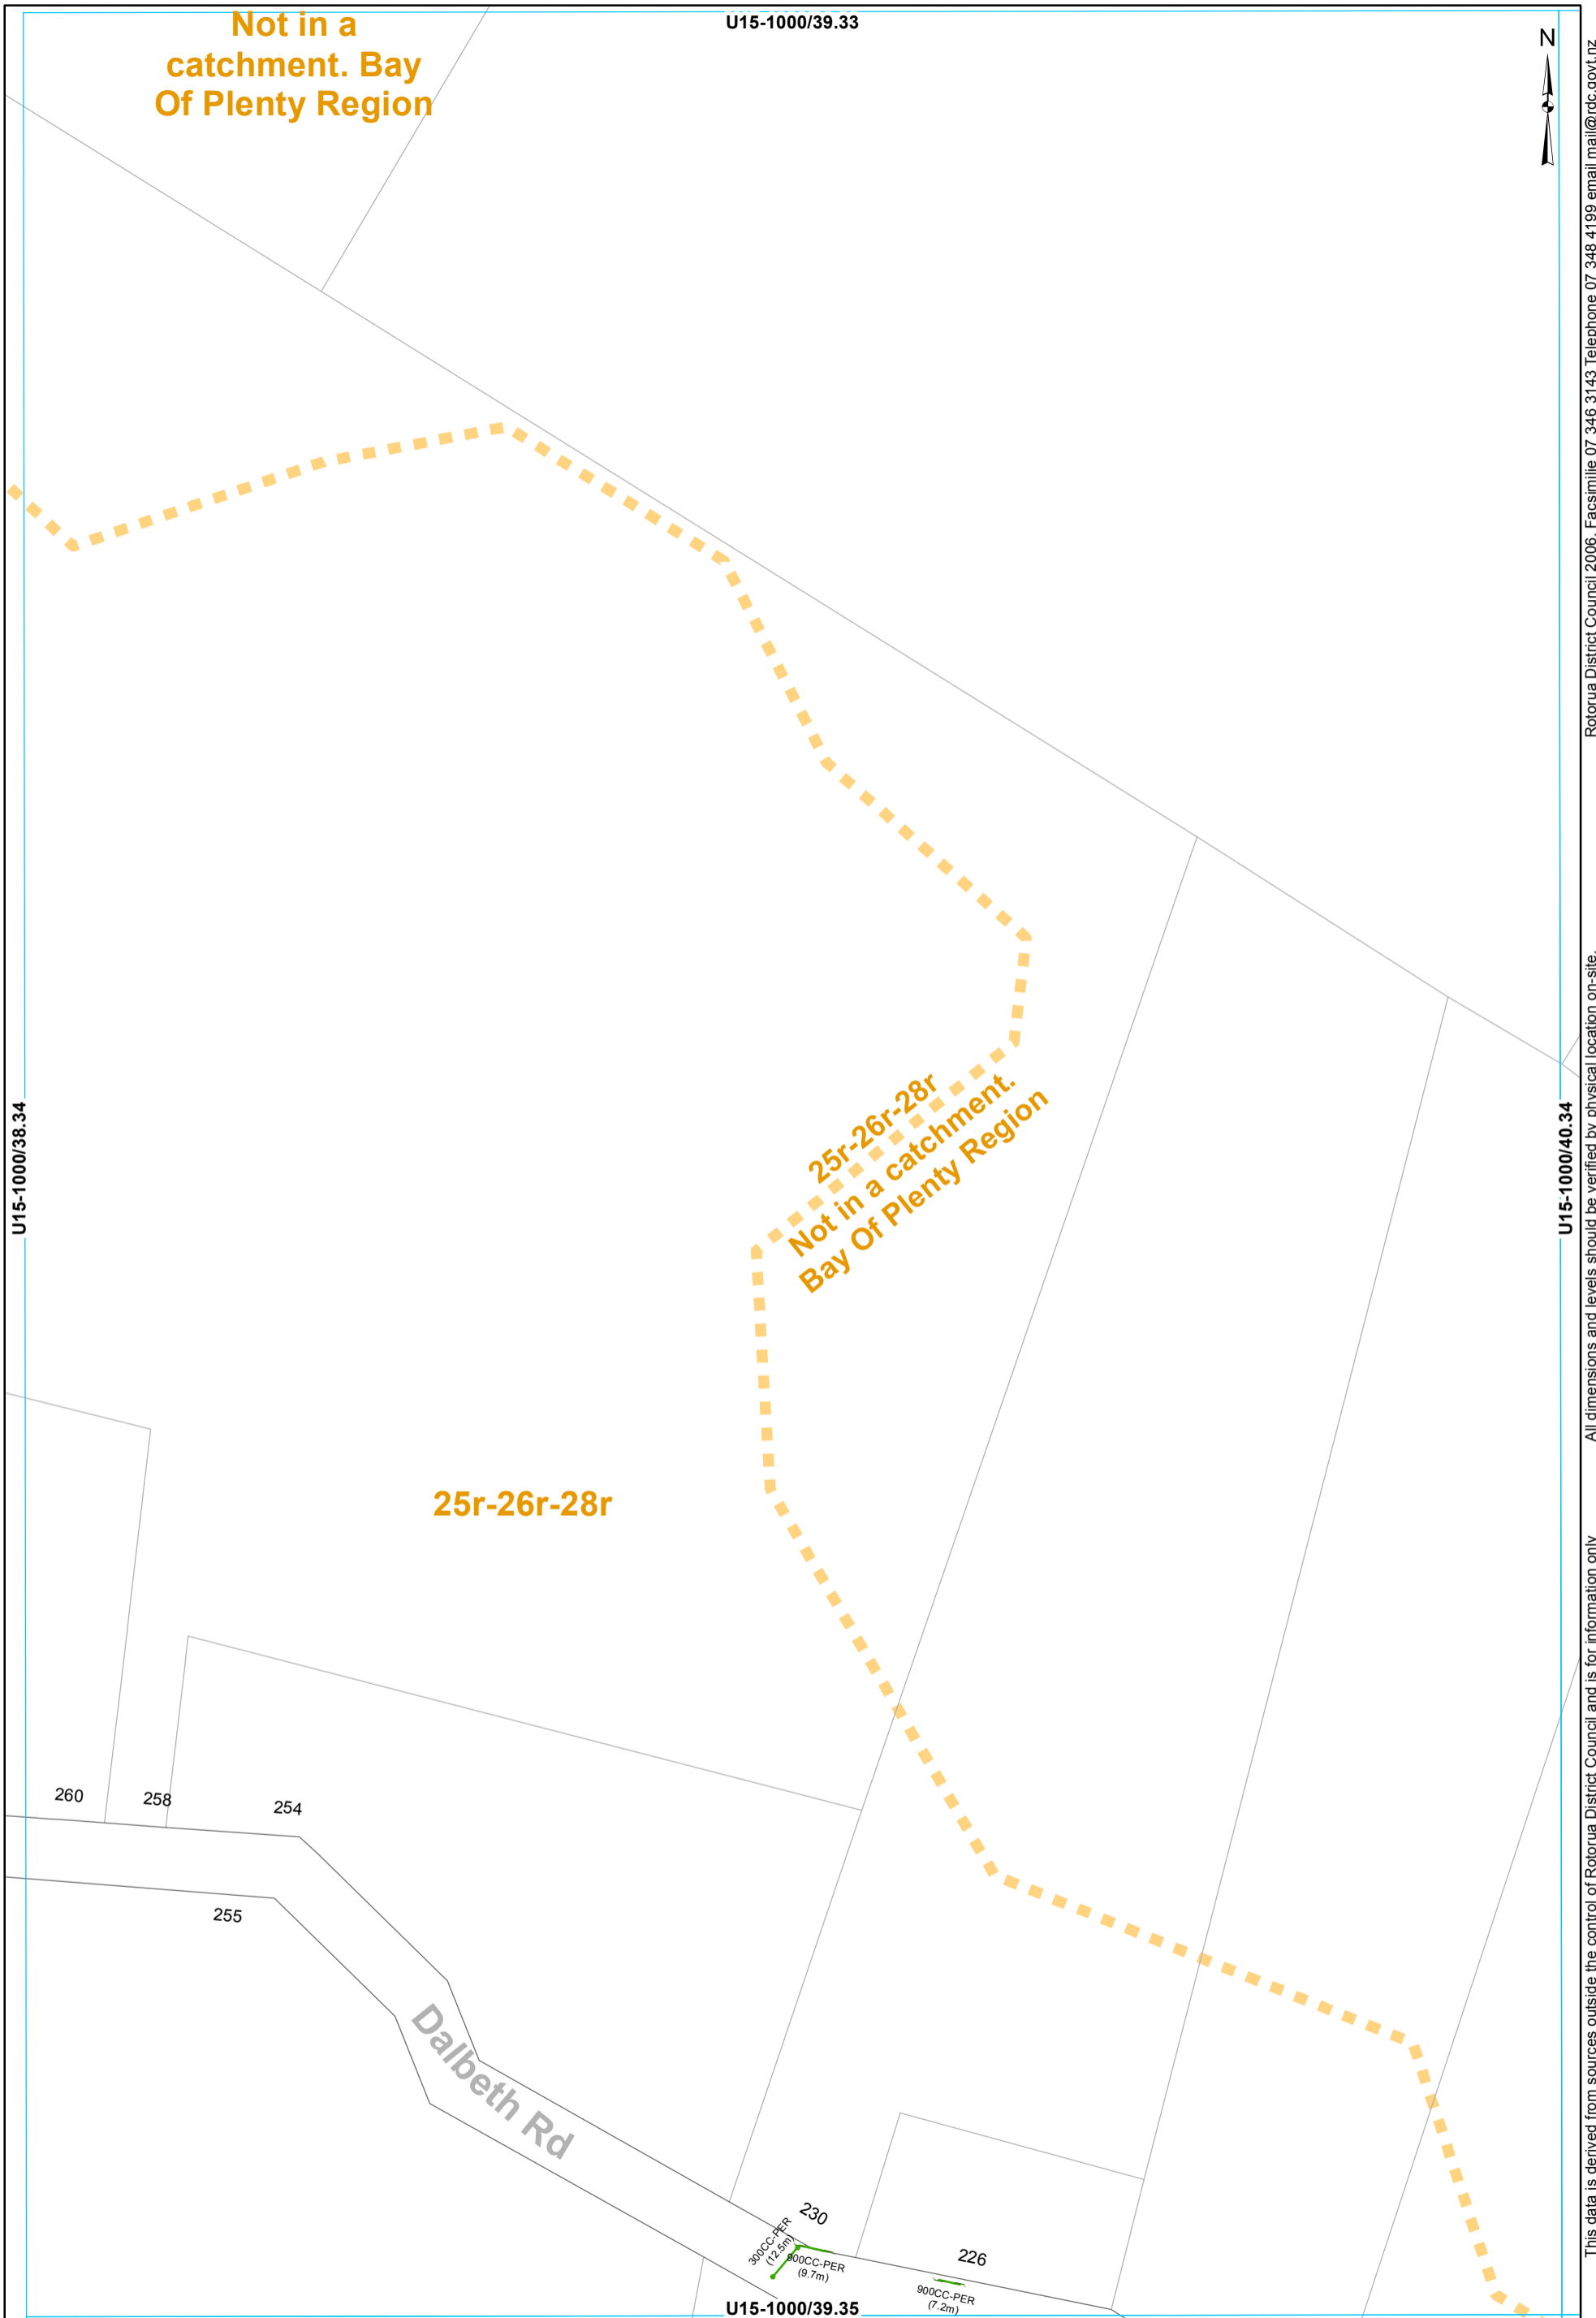 U15-1000/39.33
Not in a
catchment. Bay
Of Plenty Region
N
Rotorua District Council 2006. Facsimilie 07 346 3143 Telephone 07 348 4199 email mail@rdc.govt.nz
All dimensions and levels should be verified by physical location on-site.
This data is derived from sources outside the control of Rotorua District Council and is for information only
U15-1000/38.34
U15-1000/40.34
25r-26r-28r
Not in a catchment.
Bay Of Plenty Region
25r-26r-28r
260
258
254
255
Dalbeth Rd
230
300CC-PER
(12.5m)
900CC-PER
(9.7m)
226
900CC-PER
(7.2m)
U15-1000/39.35